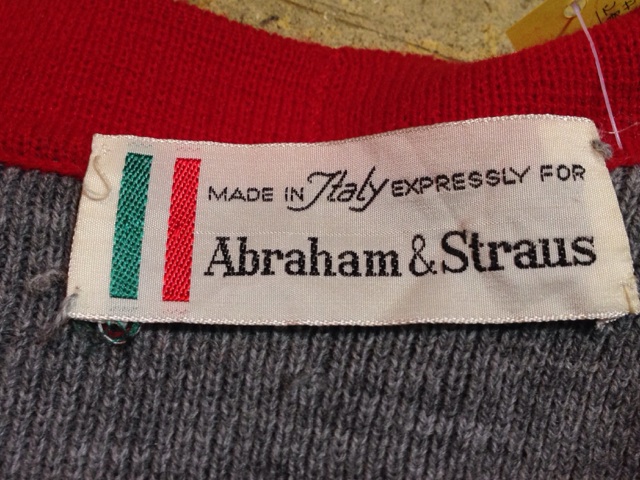 MADE IN Italy EXPRESSLY FOR
Abraham & Straus